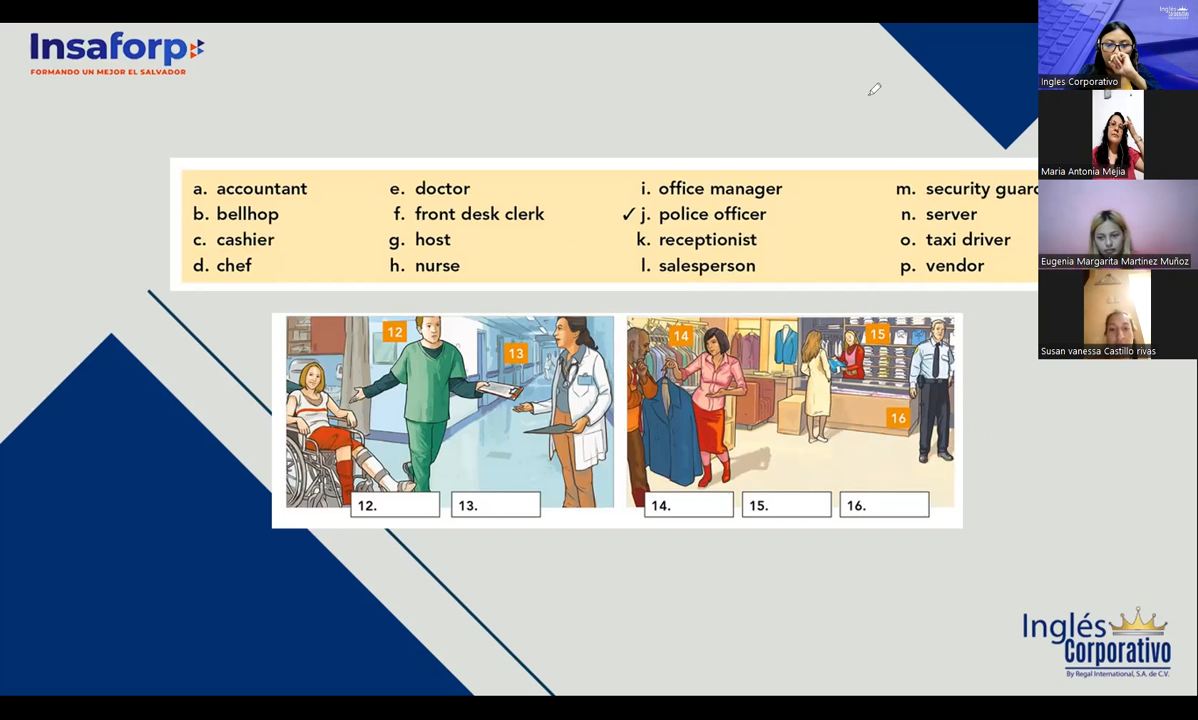 Insaforp
FORMANDO UN MEJOR EL SALVADOR
a. accountant
b. bellhop
c. cashier
d. chef
e. doctor
f. front desk clerk
g. host
h. nurse
i. office manager
✓ j. police officer
k. receptionist
l. salesperson
m. security guard
n. server
o. taxi driver
p. vendor
12
13
12.
13.
14
15
16
14.
15.
16.
Inglés
Corporativo
By Regal International, S.A. de C.V.
Ingles Corporativo
Maria Antonia Mejia
Eugenia Margarita Martinez Muñoz
Susan vanessa Castillo rivas